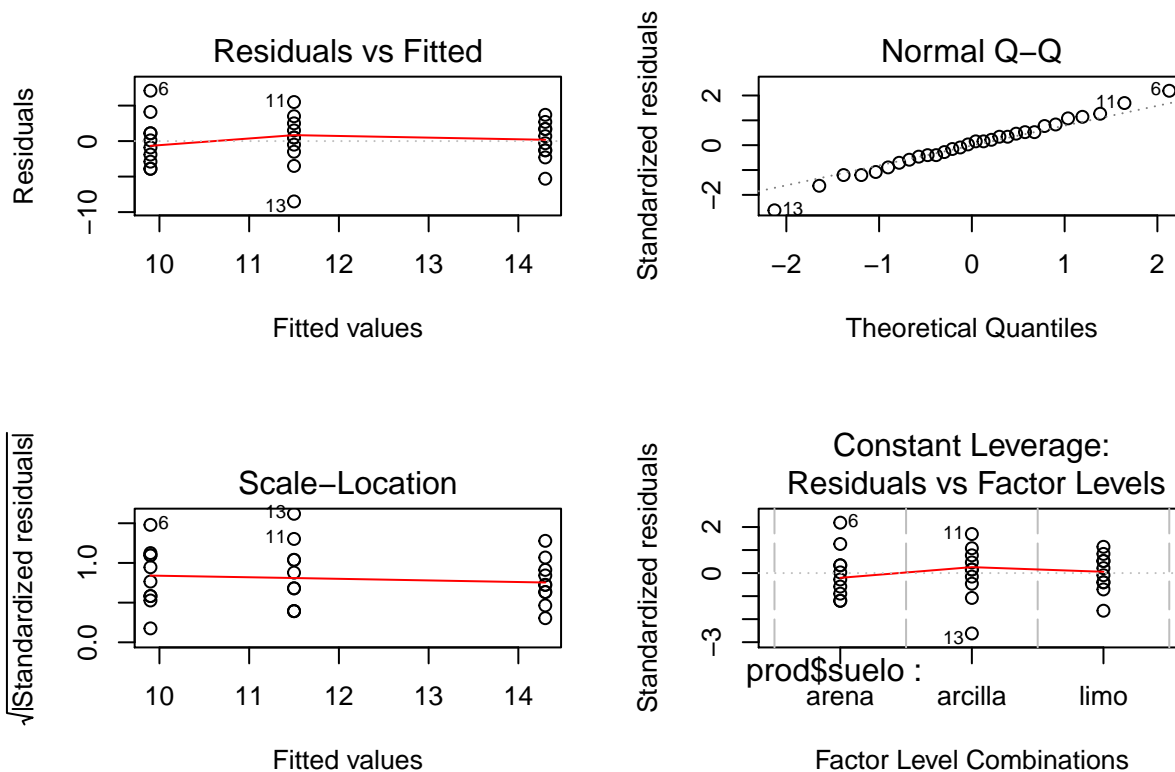 Residuals vs Fitted
Residuals
0
−10
6
11
13
10 11 12 13 14
Fitted values
Normal Q−Q
Standardized residuals
2
0
−2
11
6
13
−2 −1 0 1 2
Theoretical Quantiles
Scale−Location
√|Standardized residuals|
1.0
0.0
6
13
11
10 11 12 13 14
Fitted values
Constant Leverage:
Residuals vs Factor Levels
Standardized residuals
2
0
−3
6
11
13
prod$suelo :
arena arcilla limo
Factor Level Combinations